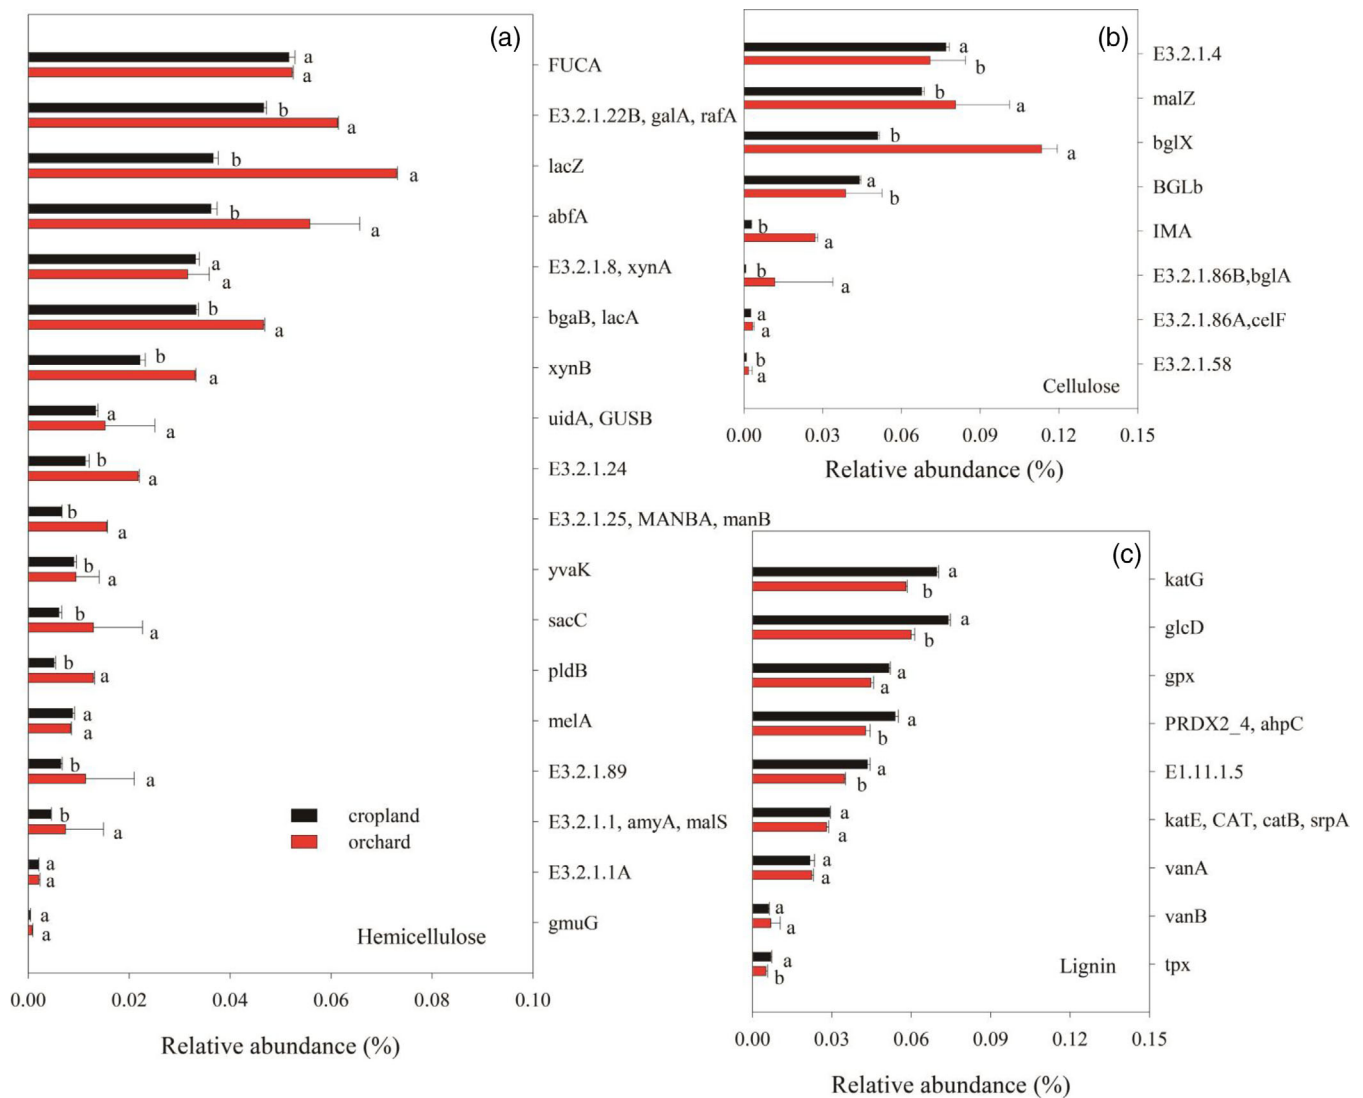 (a)
a
FUCA
a
b
E3.2.1.22B, galA, rafA
a
b
lacZ
a
b
abfA
a
a
E3.2.1.8, xynA
a
b
bgaB, lacA
a
b
xynB
a
a
uidA, GUSB
a
b
E3.2.1.24
a
b
E3.2.1.25, MANBA, manB
a
b
yvaK
a
b
sacC
a
b
pldB
a
a
melA
a
b
E3.2.1.89
a
b
E3.2.1.1, amyA, malS
a
a
E3.2.1.1A
a
a
gmuG
a
cropland
orchard
Hemicellulose
0.00 0.02 0.04 0.06 0.08 0.10
Relative abundance (%)
(b)
a
E3.2.1.4
b
b
malZ
a
b
bglX
a
a
BGLb
b
b
IMA
a
b
E3.2.1.86B,bglA
a
a
E3.2.1.86A,celF
a
b
E3.2.1.58
a
Cellulose
0.00 0.03 0.06 0.09 0.12 0.15
Relative abundance (%)
(c)
a
katG
b
a
glcD
b
a
gpx
a
a
PRDX2_4, ahpC
b
a
E1.11.1.5
b
a
katE, CAT, catB, srpA
a
a
vanA
a
a
vanB
a
a
tpx
b
Lignin
0.00 0.03 0.06 0.09 0.12 0.15
Relative abundance (%)